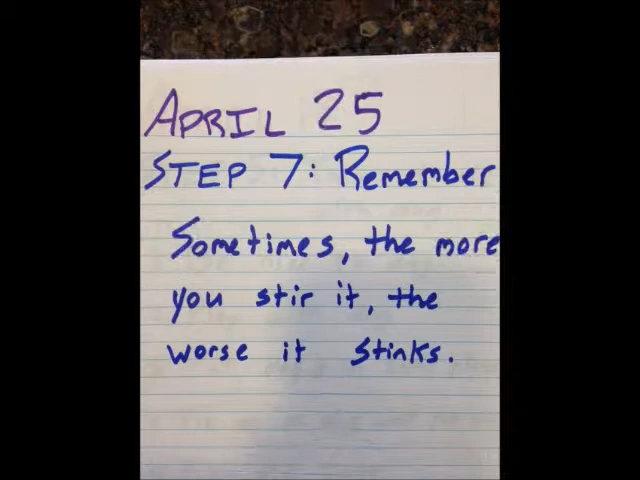 APRIL 25
STEP 7: Remember
Sometimes, the more
you stir it, the
worse it stinks.